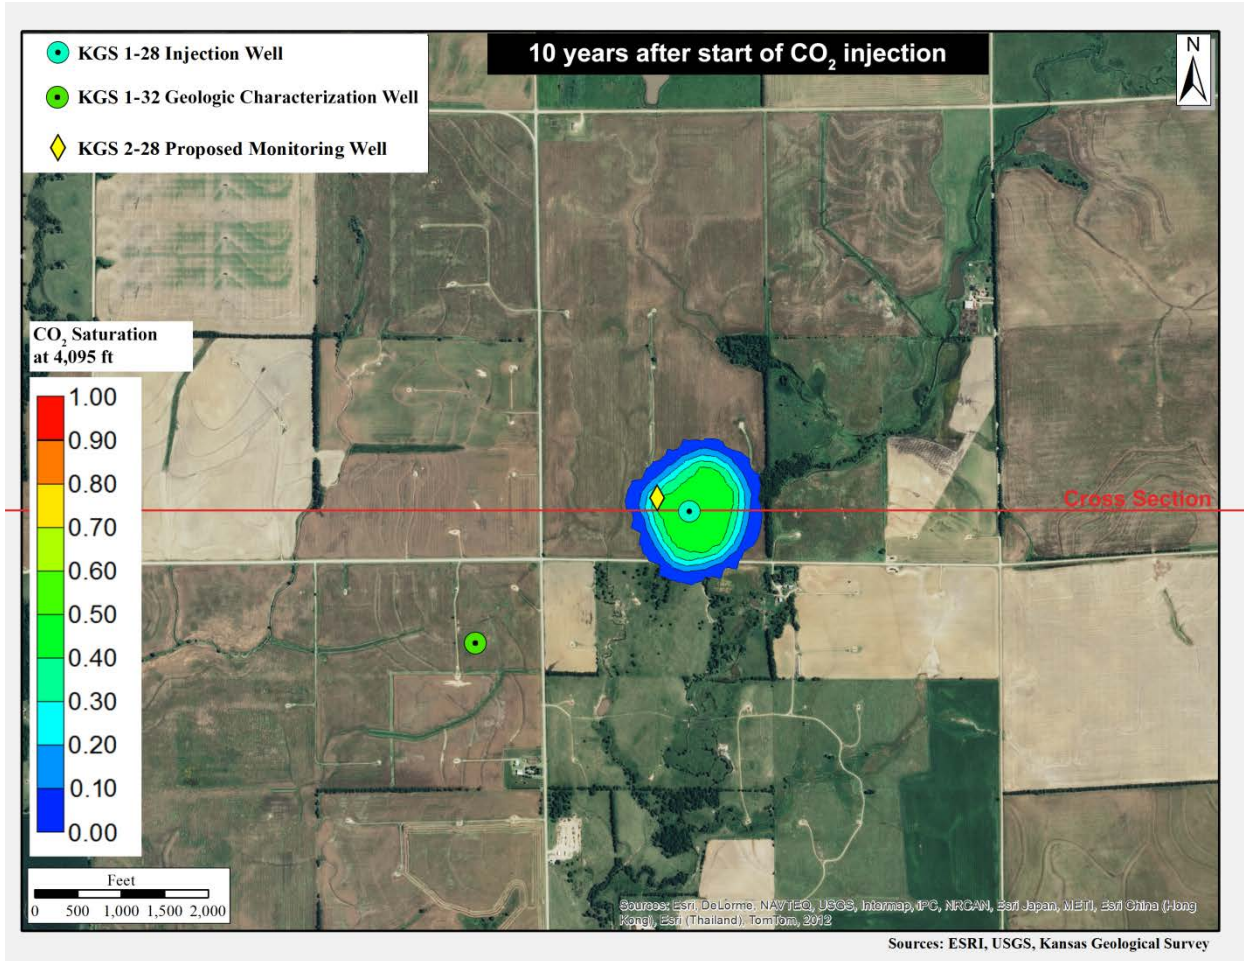 KGS 1-28 Injection Well
KGS 1-32 Geologic Characterization Well
KGS 2-28 Proposed Monitoring Well
10 years after start of CO₂ injection
N
CO₂ Saturation
at 4,095 ft
1.00
0.90
0.80
0.70
0.60
0.50
0.40
0.30
0.20
0.10
0.00
Cross Section
Feet
0 500 1,000 1,500 2,000
Sources: Esri, DeLorme, NAVTEQ, USGS, Intermap, iPC, NRCAN, Esri Japan, METI, Esri China (Hong
Kong), Esri (Thailand), TomTom, 2012
Sources: ESRI, USGS, Kansas Geological Survey